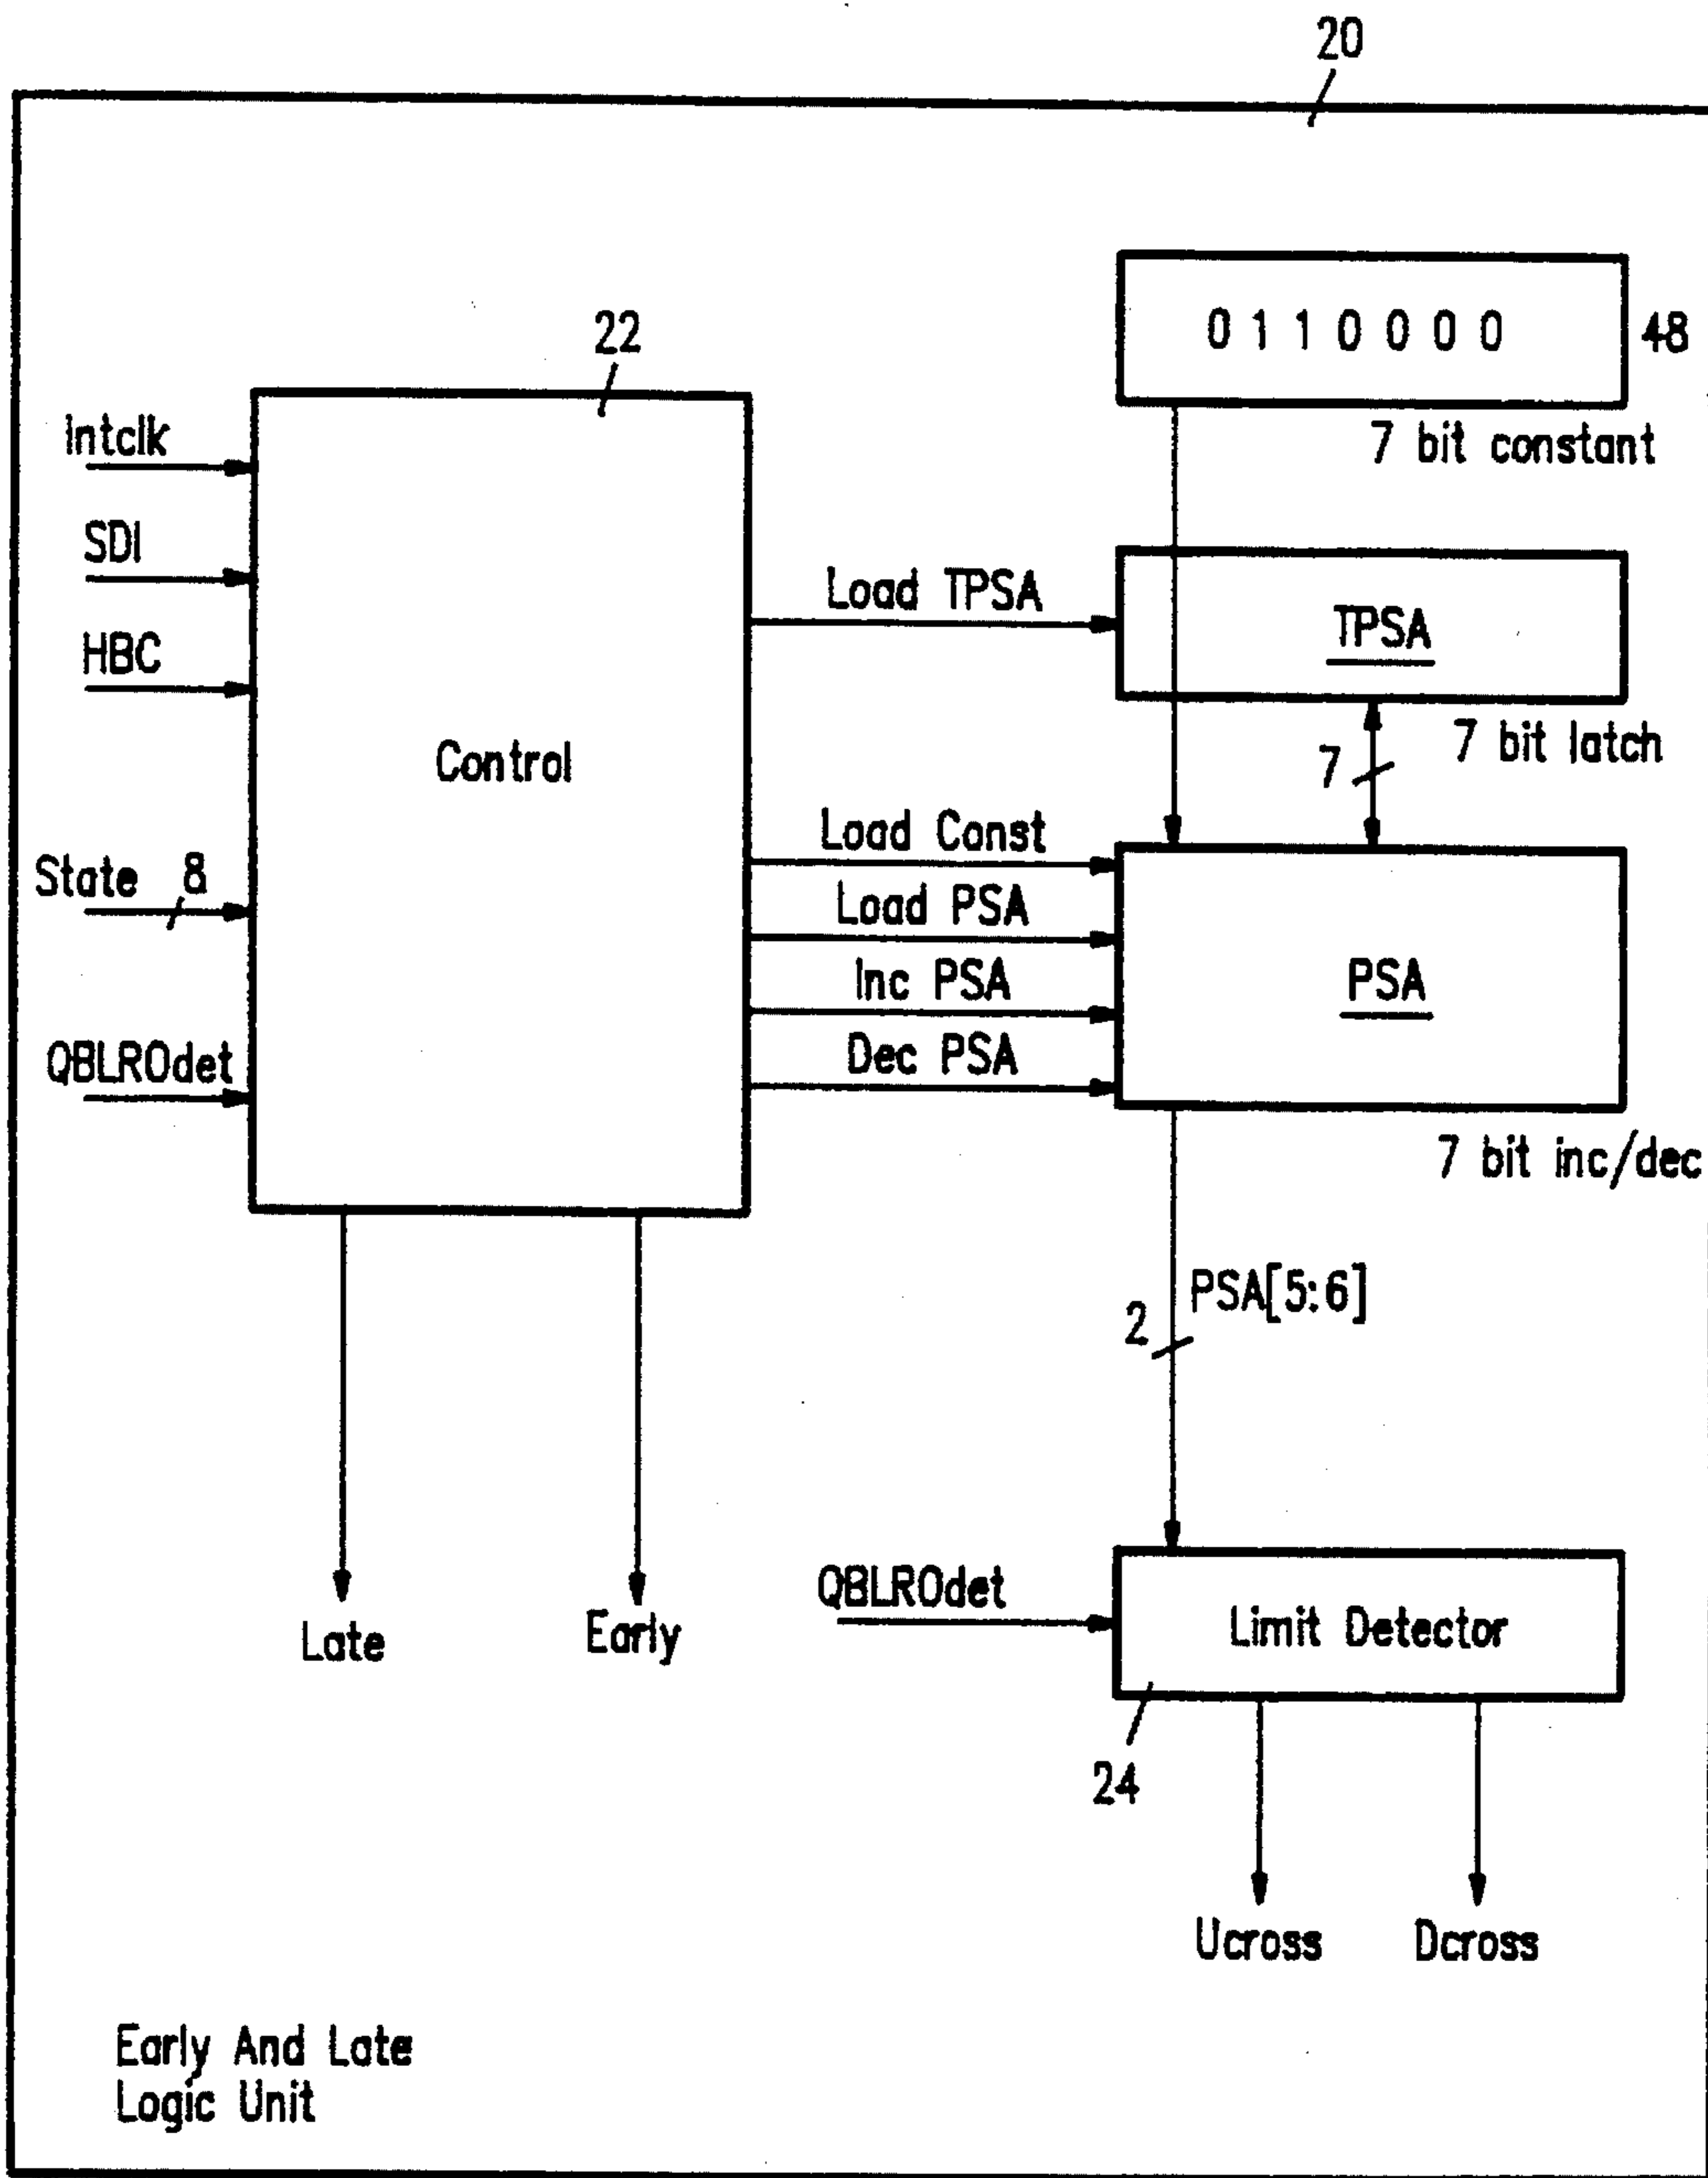 20
0 1 1 0 0 0 0
48
7 bit constant
22
Intclk
SDI
HBC
State 8
QBLROdet
Control
Load TPSA
TPSA
7 bit latch
7
Load Const
Load PSA
Inc PSA
Dec PSA
PSA
7 bit inc/dec
PSA[5:6]
2
Late
Early
QBLROdet
Limit Detector
24
Ucross
Dcross
Early And Late
Logic Unit